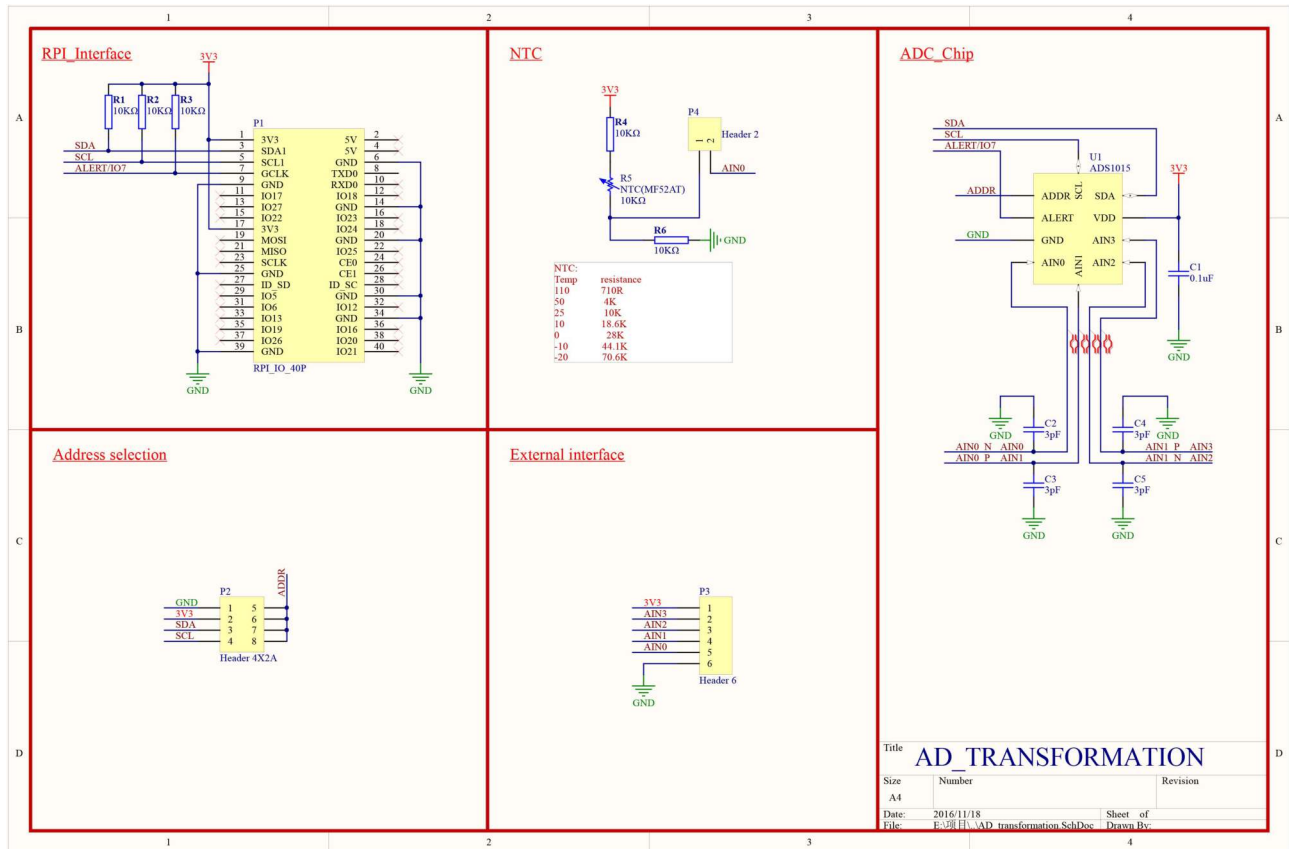 1 2 3 4
A
B
C
D
RPI_Interface
3V3
R1
10KΩ
R2
10KΩ
R3
10KΩ
SDA
SCL
ALERT/IO7
P1
1 3V3 5V 2
3 SDA1 5V 4
5 SCL1 GND 6
7 GCLK TXD0 8
9 GND RXD0 10
11 IO17 IO18 12
13 IO27 GND 14
15 IO22 IO23 16
17 3V3 IO24 18
19 MOSI GND 20
21 MISO IO25 22
23 SCLK CE0 24
25 GND CE1 26
27 ID_SD ID_SC 28
29 IO5 GND 30
31 IO6 IO12 32
33 IO13 GND 34
35 IO19 IO16 36
37 IO26 IO20 38
39 GND IO21 40
RPI_IO_40P
GND
GND
NTC
3V3
R4
10KΩ
P4
1 2
Header 2
AIN0
R5
NTC(MF52AT)
10KΩ
R6
10KΩ
GND
NTC:
Temp resistance
110 710R
50 4K
25 10K
10 18.6K
0 28K
-10 44.1K
-20 70.6K
ADC_Chip
SDA
SCL
ALERT/IO7
U1
ADS1015
3V3
ADDR
GND
ADDR SCL SDA
ALERT VDD
GND AIN3
AIN0 AIN1 AIN2
C1
0.1uF
GND
GND
GND
C2
3pF
C4
3pF
AIN0_N AIN0
AIN0_P AIN1
AIN1_P AIN3
AIN1_N AIN2
C3
3pF
C5
3pF
GND
GND
Address selection
P2
ADDR
GND 1 5
3V3 2 6
SDA 3 7
SCL 4 8
Header 4X2A
External interface
P3
3V3 1
AIN3 2
AIN2 3
AIN1 4
AIN0 5
6
GND
Header 6
Title AD_TRANSFORMATION
Size Number Revision
A4
Date: 2016/11/18 Sheet of
File: E:\项目\..\AD_transformation.SchDoc Drawn By:
A
B
C
D
1 2 3 4